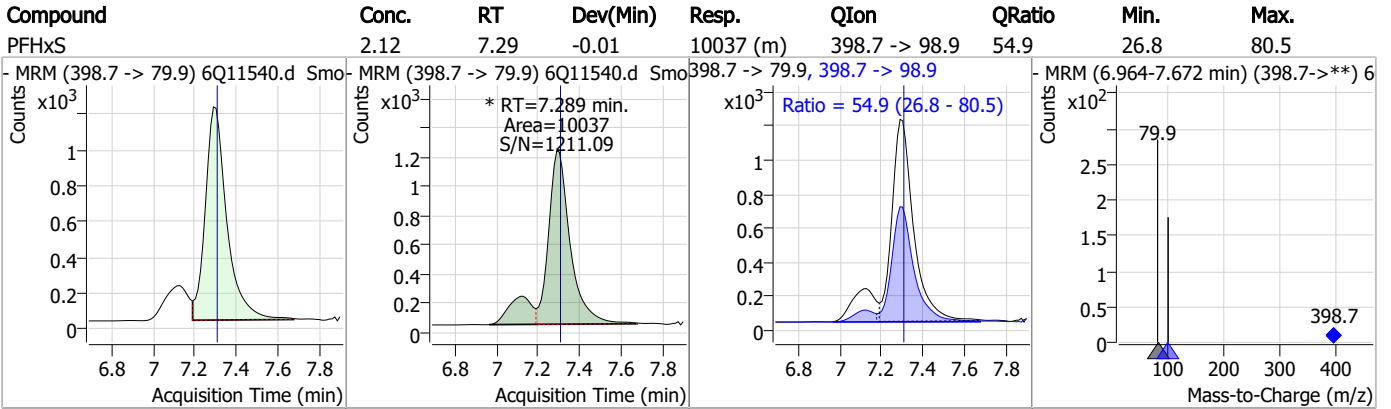 Compound Conc. RT Dev(Min) Resp. QIon QRatio Min. Max.
PFHxS 2.12 7.29 -0.01 10037 (m) 398.7 -> 98.9 54.9 26.8 80.5
- MRM (398.7 -> 79.9) 6Q11540.d Smo
Counts
x10³
1
0.8
0.6
0.4
0.2
0
6.8 7 7.2 7.4 7.6 7.8
Acquisition Time (min)
- MRM (398.7 -> 79.9) 6Q11540.d Smo
Counts
x10³
* RT=7.289 min.
Area=10037
S/N=1211.09
1.2
1
0.8
0.6
0.4
0.2
0
6.8 7 7.2 7.4 7.6 7.8
Acquisition Time (min)
398.7 -> 79.9, 398.7 -> 98.9
x10³
Ratio = 54.9 (26.8 - 80.5)
1
0.8
0.6
0.4
0.2
0
6.8 7 7.2 7.4 7.6 7.8
Acquisition Time (min)
- MRM (6.964-7.672 min) (398.7->**) 6
Counts
x10²
79.9
2.5
2
1.5
1
0.5
0
398.7
100 200 300 400
Mass-to-Charge (m/z)